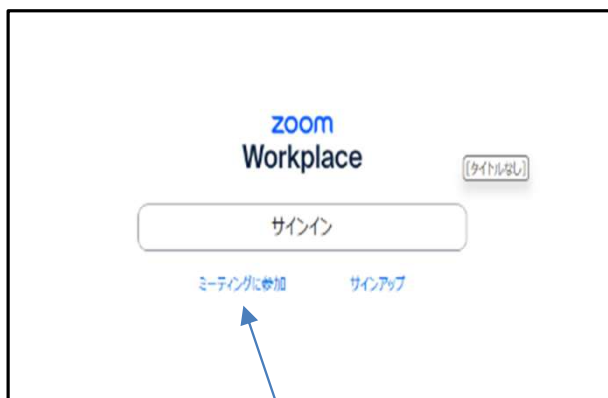 zoom
Workplace
[タイトルなし]
サインイン
ミーティングに参加
サインアップ